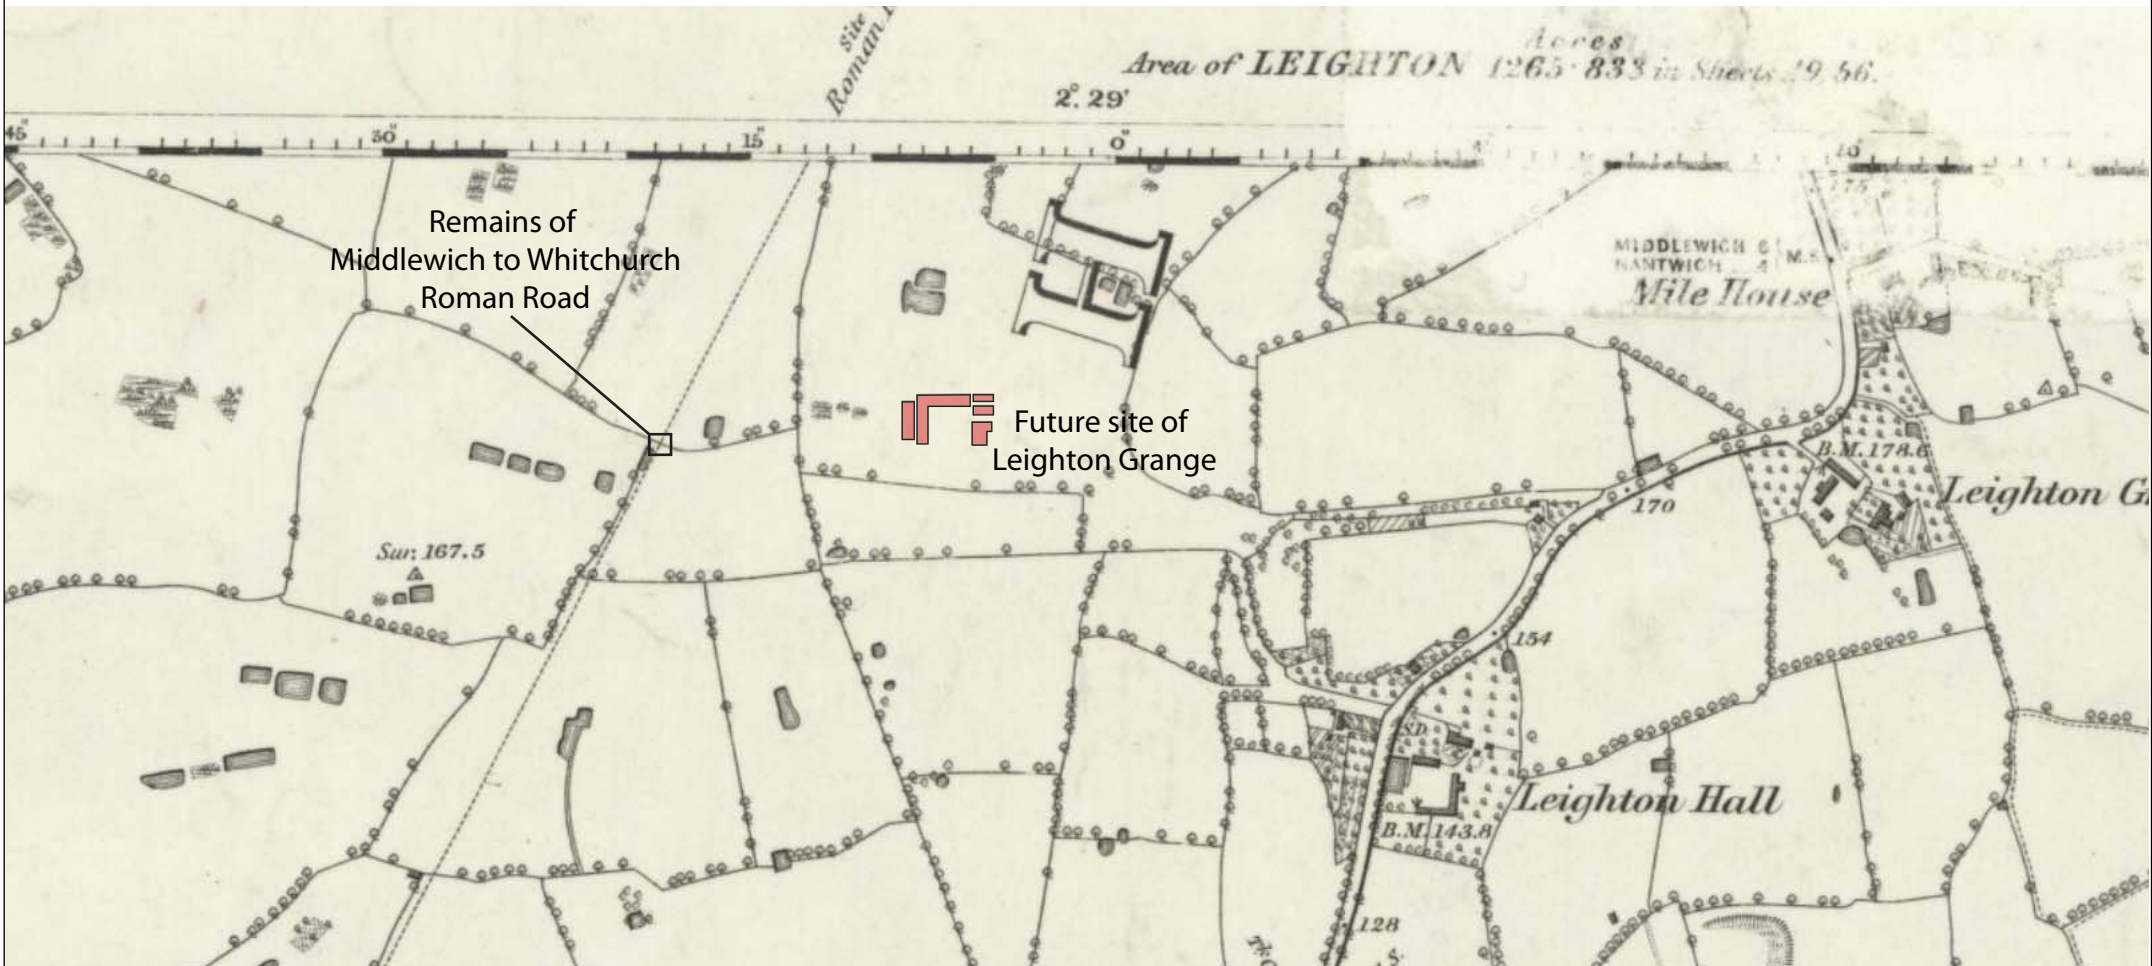 site
Roman
Acres
Area of LEIGHTON 1265·833 in Sheets 49. 56.
2° 29'
45"
30"
15"
0"
Remains of
Middlewich to Whitchurch
Roman Road
MIDDLEWICH 6
NANTWICH 4
M.S.
Mile House
Future site of
Leighton Grange
B.M. 178.6
Leighton G
170
Sur. 167.5
154
S.D.
Leighton Hall
B.M. 143.8
128